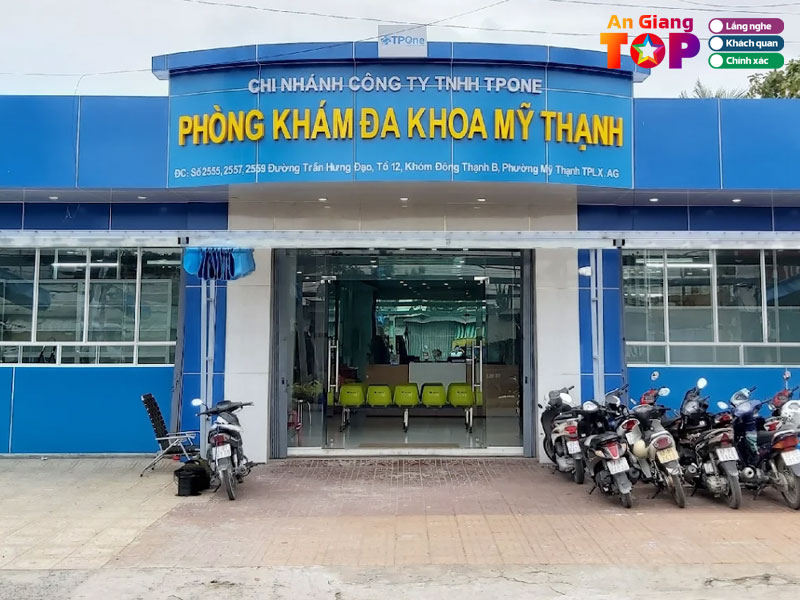 An Giang
TOP
Lắng nghe
Khách quan
Chính xác
TPOne
CHI NHÁNH CÔNG TY TNHH TPONE
PHÒNG KHÁM ĐA KHOA MỸ THẠNH
ĐC: Số 2555, 2557, 2559 Đường Trần Hưng Đạo, Tổ 12, Khóm Đông Thạnh B, Phường Mỹ Thạnh TPLX. AG